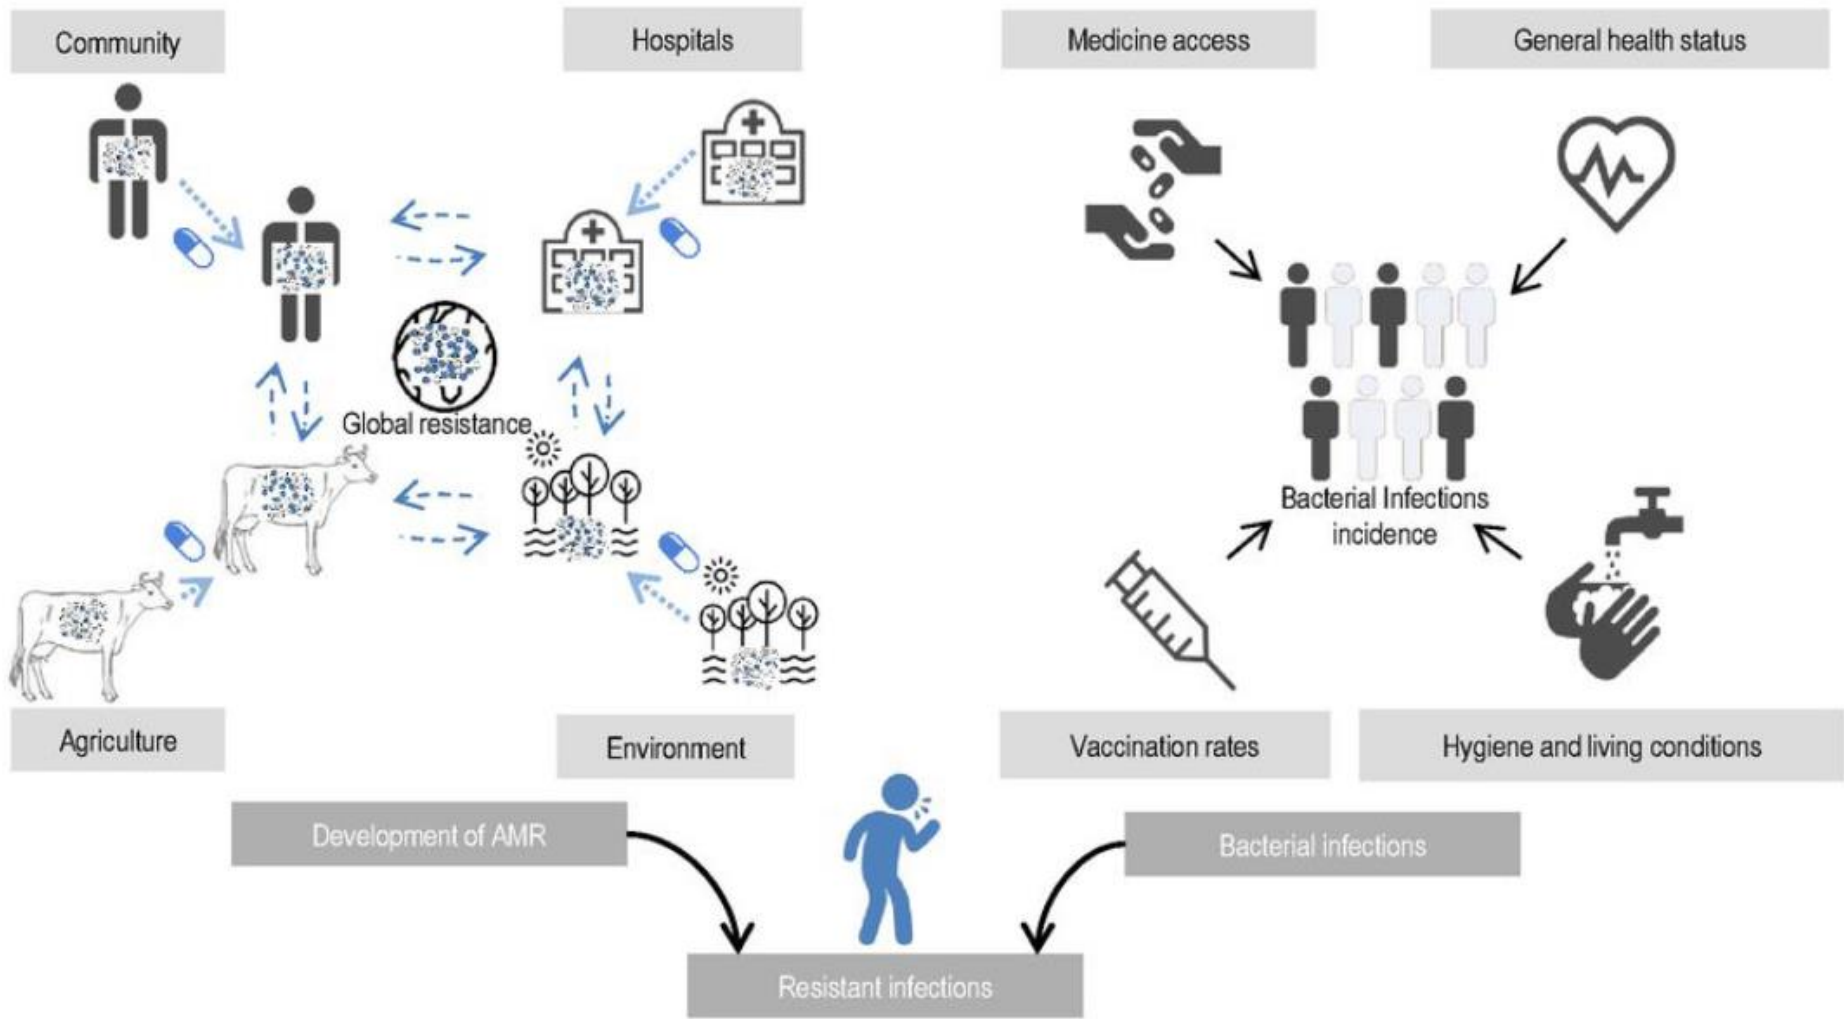 Community
Hospitals
Medicine access
General health status
Global resistance
Bacterial Infections
incidence
Agriculture
Environment
Vaccination rates
Hygiene and living conditions
Development of AMR
Bacterial infections
Resistant infections